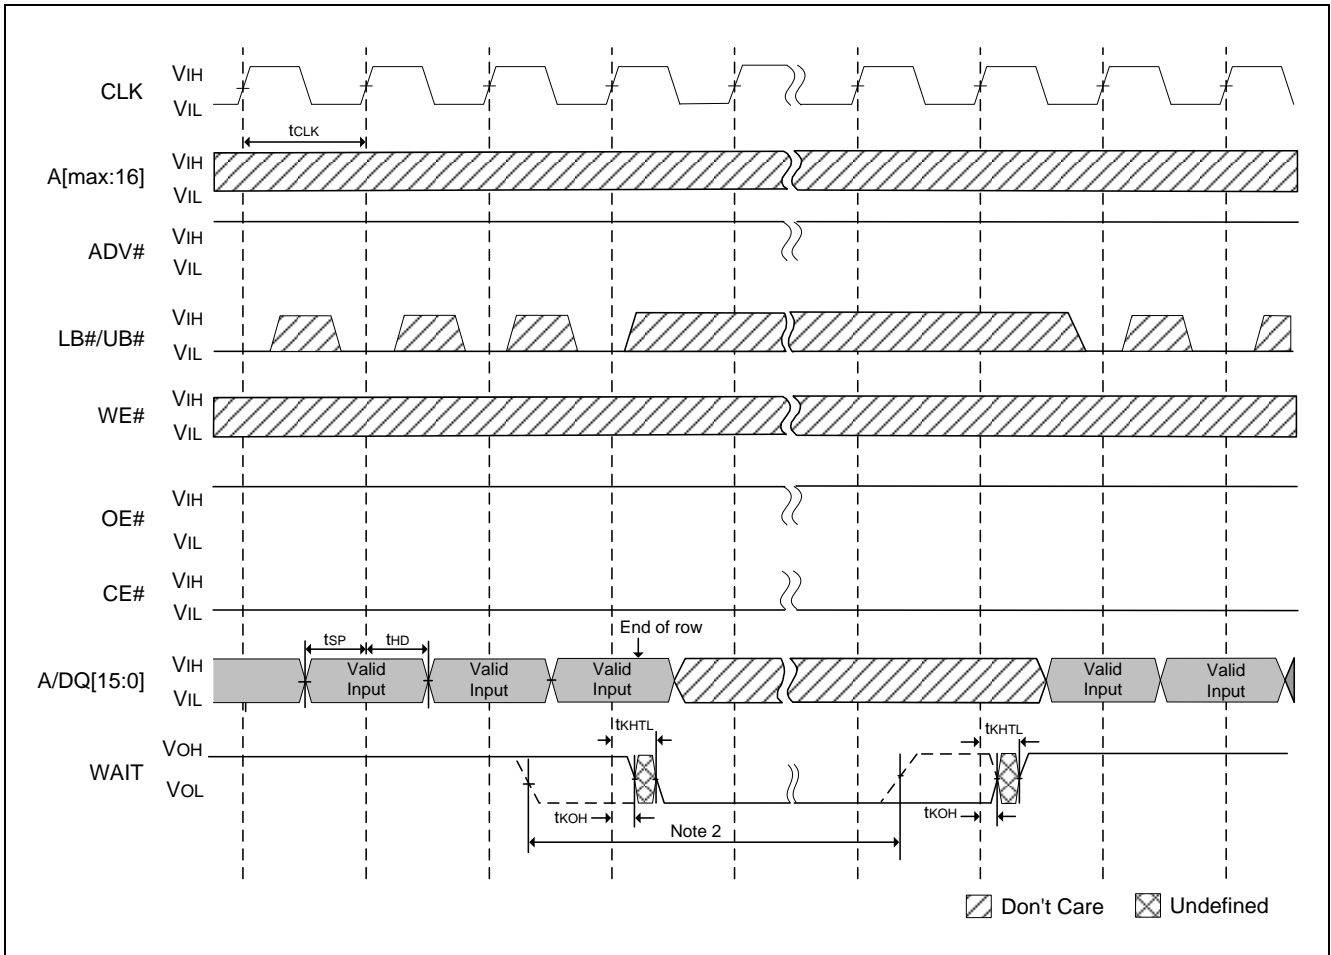 CLK
VIH
VIL
tCLK
A[max:16]
VIH
VIL
ADV#
VIH
VIL
LB#/UB#
VIH
VIL
WE#
VIH
VIL
OE#
VIH
VIL
CE#
VIH
VIL
A/DQ[15:0]
VIH
VIL
tSP
tHD
End of row
Valid
Input
Valid
Input
Valid
Input
Valid
Input
Valid
Input
WAIT
VOH
VOL
tKHTL
tKHTL
tKOH
tKOH
Note 2
Don't Care
Undefined